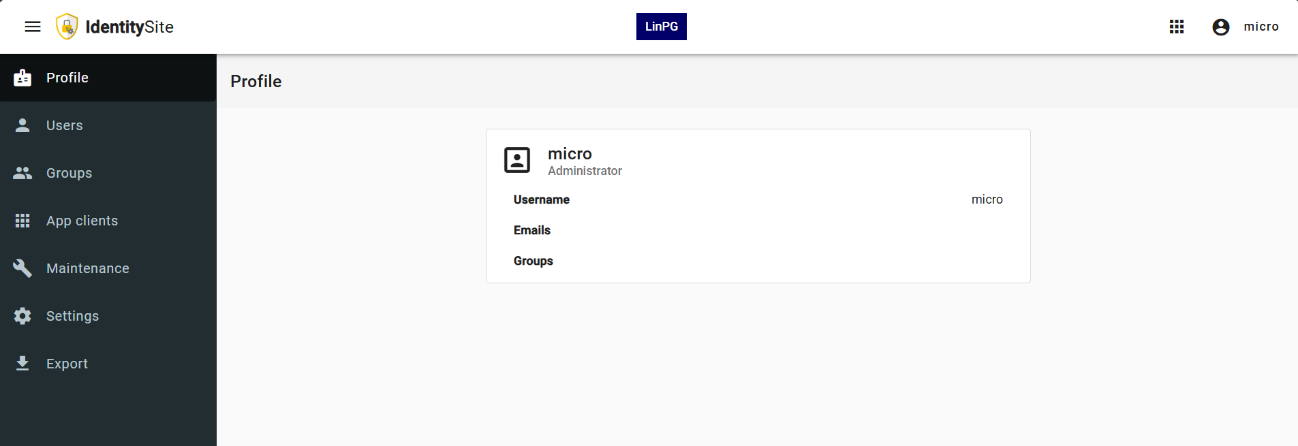 IdentitySite
LinPG
micro
Profile
Users
Groups
App clients
Maintenance
Settings
Export
Profile
micro
Administrator
Username micro
Emails
Groups